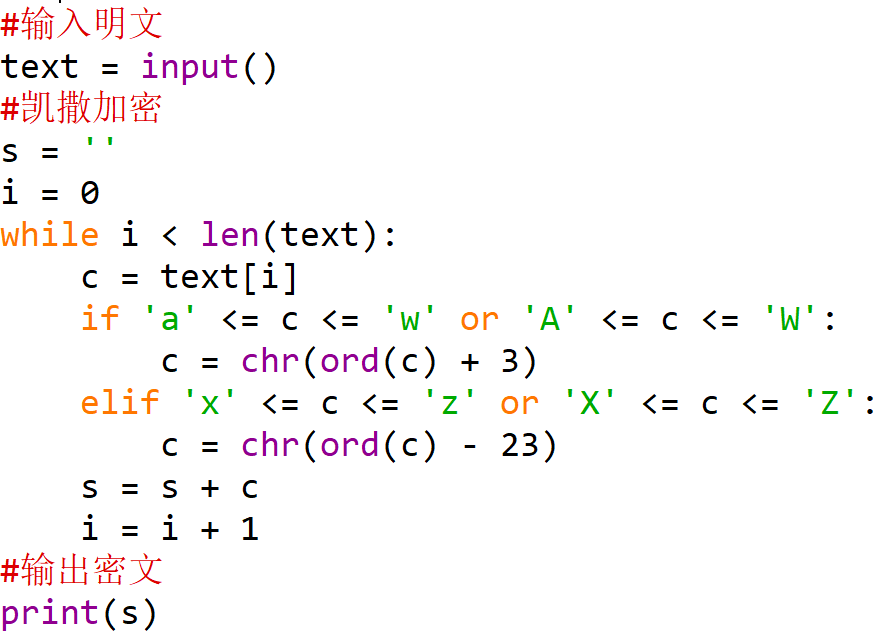 #输入明文
text = input()
#凯撒加密
s = ''
i = 0
while i < len(text):
    c = text[i]
    if 'a' <= c <= 'w' or 'A' <= c <= 'W':
        c = chr(ord(c) + 3)
    elif 'x' <= c <= 'z' or 'X' <= c <= 'Z':
        c = chr(ord(c) - 23)
    s = s + c
    i = i + 1
#输出密文
print(s)